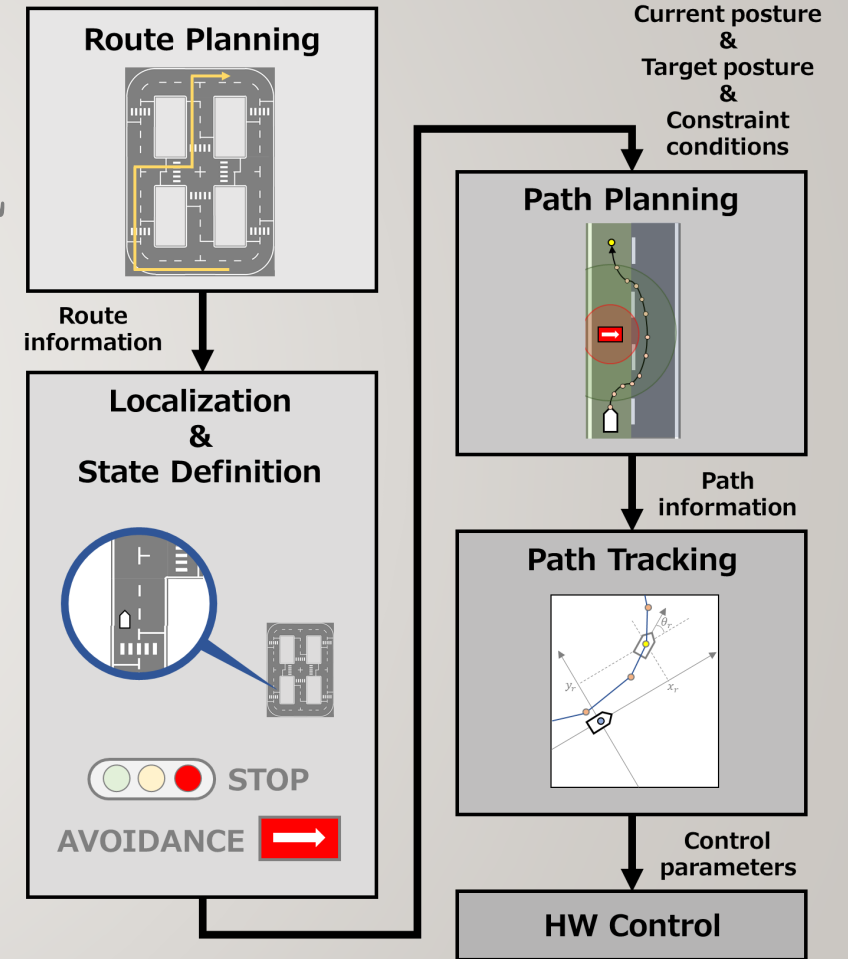 Route Planning
Route
information
Localization
&
State Definition
STOP
AVOIDANCE
Current posture
&
Target posture
&
Constraint
conditions
Path Planning
Path
information
Path Tracking
θr
yr
xr
Control
parameters
HW Control